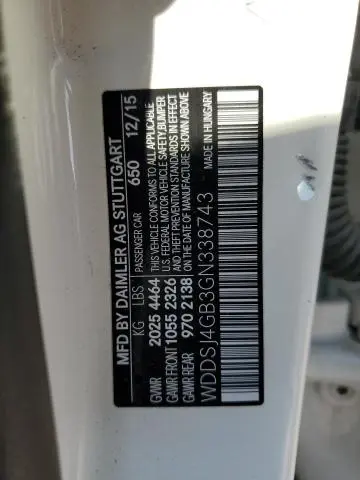 MFD BY DAIMLER AG STUTTGART
KG LBS PASSENGER CAR 650 12/15
GVWR 2025 4464
GAWR FRONT 1055 2326
GAWR REAR 970 2138
THIS VEHICLE CONFORMS TO ALL APPLICABLE
U.S. FEDERAL MOTOR VEHICLE SAFETY, BUMPER
AND THEFT PREVENTION STANDARDS IN EFFECT
ON THE DATE OF MANUFACTURE SHOWN ABOVE
WDDSJ4GB3GN338743
MADE IN HUNGARY